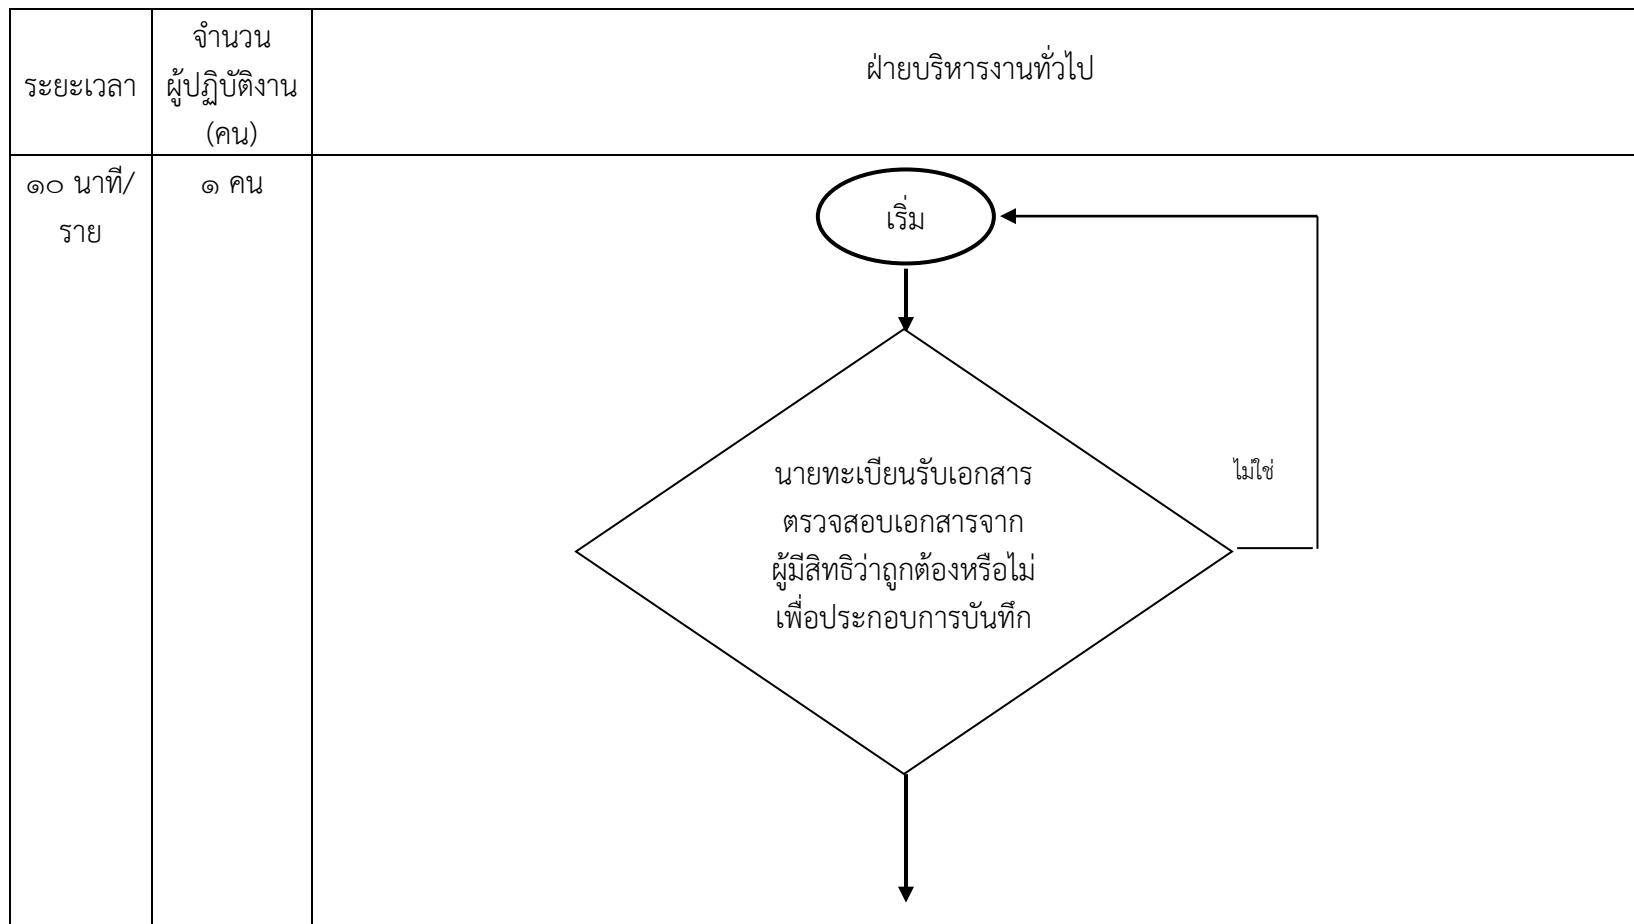 ระยะเวลา
จำนวน
ผู้ปฏิบัติงาน
(คน)
ฝ่ายบริหารงานทั่วไป
๑๐ นาที/
ราย
๑ คน
เริ่ม
นายทะเบียนรับเอกสาร
ตรวจสอบเอกสารจาก
ผู้มีสิทธิว่าถูกต้องหรือไม่
เพื่อประกอบการบันทึก
ไม่ใช่